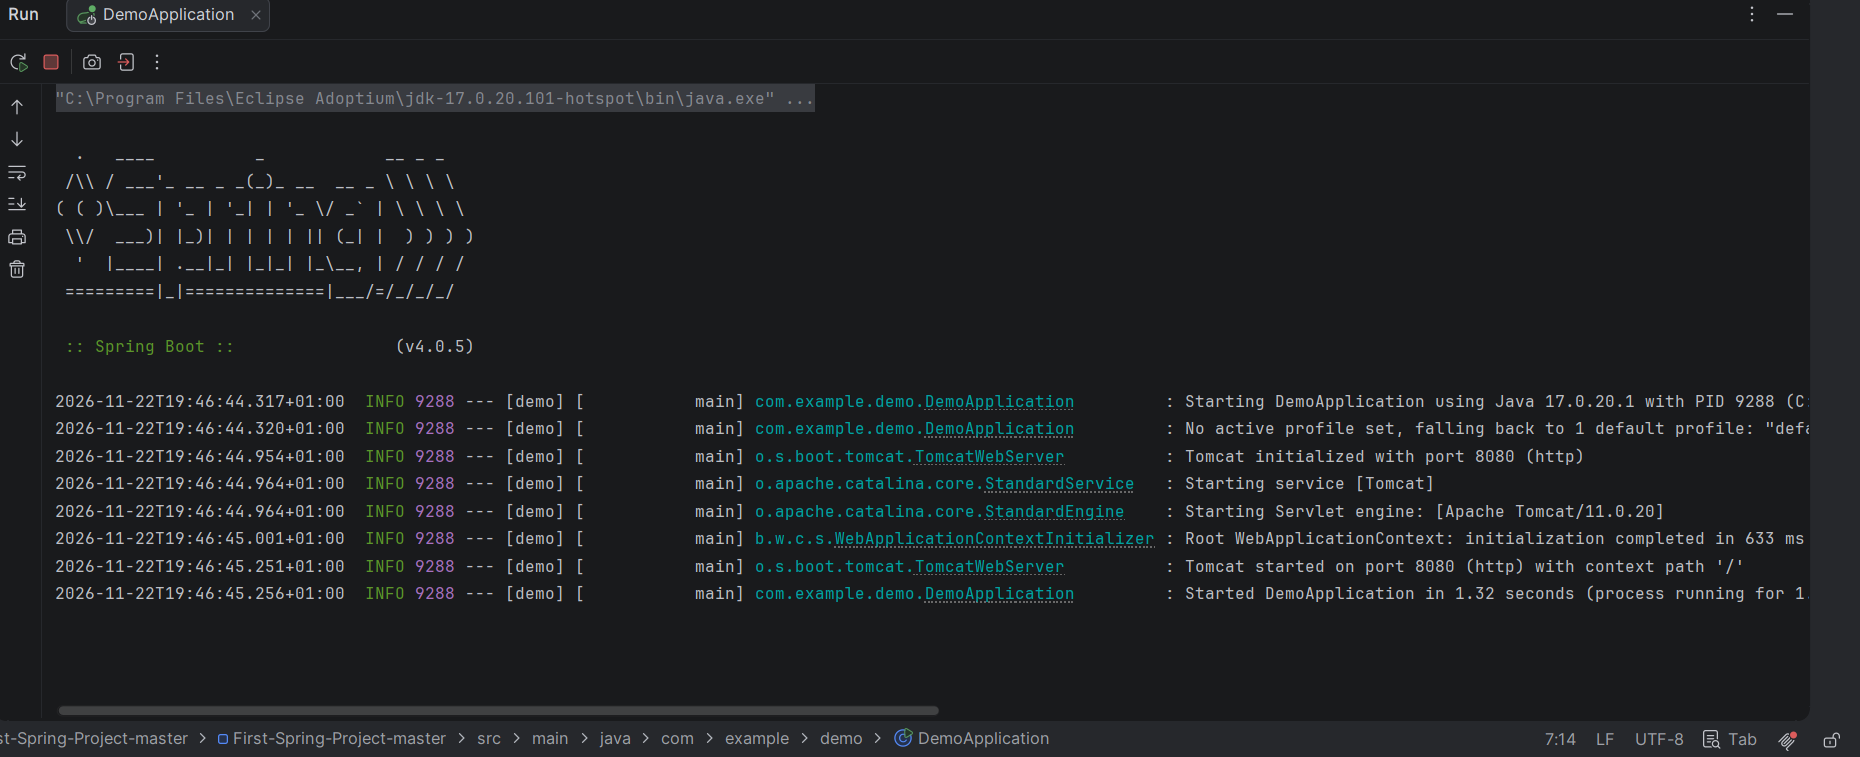 Run DemoApplication
"C:\Program Files\Eclipse Adoptium\jdk-17.0.20.101-hotspot\bin\java.exe" ...
  .   ____          _            __ _ _
 /\\ / ___'_ __ _ _(_)_ __  __ _ \ \ \ \
( ( )\___ | '_ | '_| | '_ \/ _` | \ \ \ \
 \\/  ___)| |_)| | | | | || (_| |  ) ) ) )
  '  |____| .__|_| |_|_| |_\__, | / / / /
 =========|_|==============|___/=/_/_/_/
 :: Spring Boot ::                (v4.0.5)
2026-11-22T19:46:44.317+01:00  INFO 9288 --- [demo] [           main] com.example.demo.DemoApplication         : Starting DemoApplication using Java 17.0.20.1 with PID 9288 (C:
2026-11-22T19:46:44.320+01:00  INFO 9288 --- [demo] [           main] com.example.demo.DemoApplication         : No active profile set, falling back to 1 default profile: "defa
2026-11-22T19:46:44.954+01:00  INFO 9288 --- [demo] [           main] o.s.boot.tomcat.TomcatWebServer          : Tomcat initialized with port 8080 (http)
2026-11-22T19:46:44.964+01:00  INFO 9288 --- [demo] [           main] o.apache.catalina.core.StandardService   : Starting service [Tomcat]
2026-11-22T19:46:44.964+01:00  INFO 9288 --- [demo] [           main] o.apache.catalina.core.StandardEngine    : Starting Servlet engine: [Apache Tomcat/11.0.20]
2026-11-22T19:46:45.001+01:00  INFO 9288 --- [demo] [           main] b.w.c.s.WebApplicationContextInitializer : Root WebApplicationContext: initialization completed in 633 ms
2026-11-22T19:46:45.251+01:00  INFO 9288 --- [demo] [           main] o.s.boot.tomcat.TomcatWebServer          : Tomcat started on port 8080 (http) with context path '/'
2026-11-22T19:46:45.256+01:00  INFO 9288 --- [demo] [           main] com.example.demo.DemoApplication         : Started DemoApplication in 1.32 seconds (process running for 1.
st-Spring-Project-master > First-Spring-Project-master > src > main > java > com > example > demo > DemoApplication 7:14 LF UTF-8 Tab